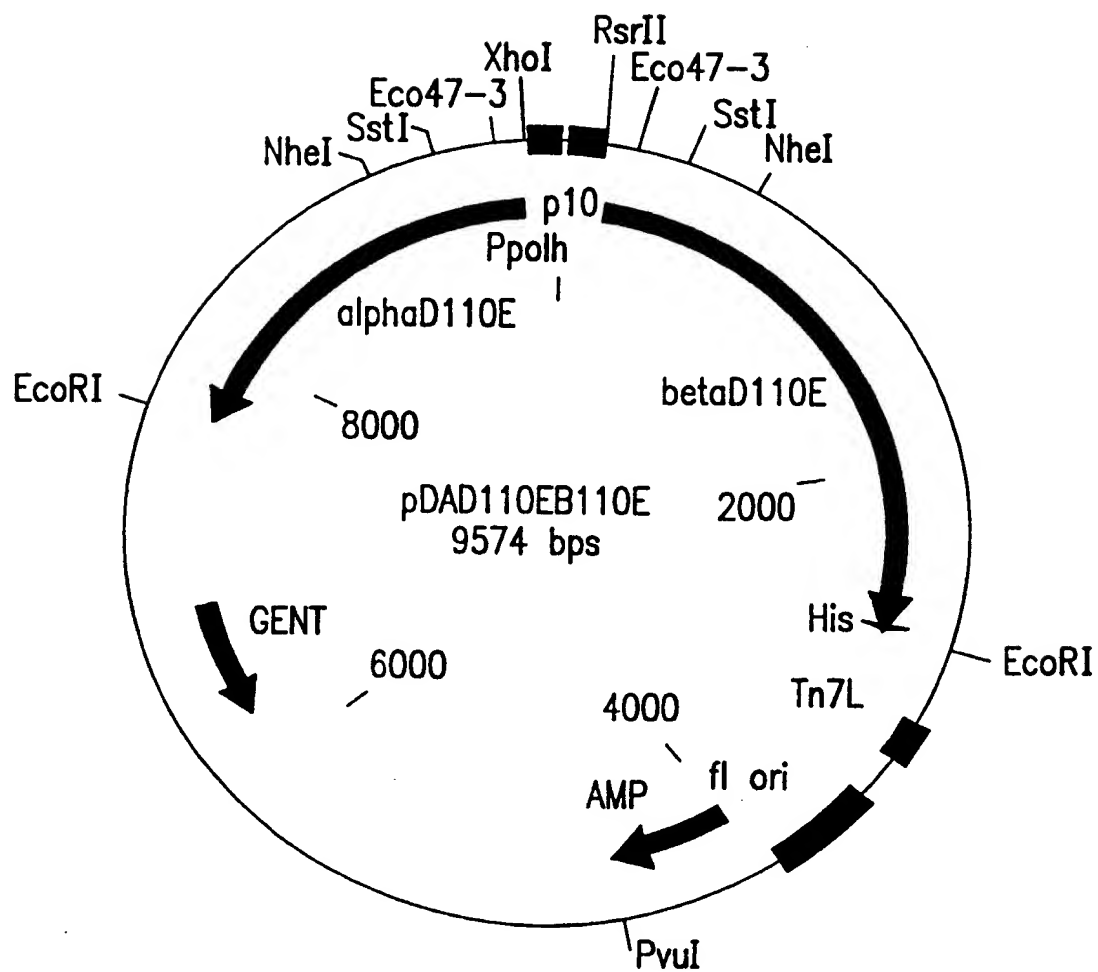 RsrII
XhoI
Eco47-3
Eco47-3
SstI
SstI
NheI
NheI
p10
Ppolh
alphaD110E
EcoRI
betaD110E
8000
pDAD110EB110E
9574 bps
2000
GENT
His
EcoRI
6000
Tn7L
4000
fl ori
AMP
PvuI